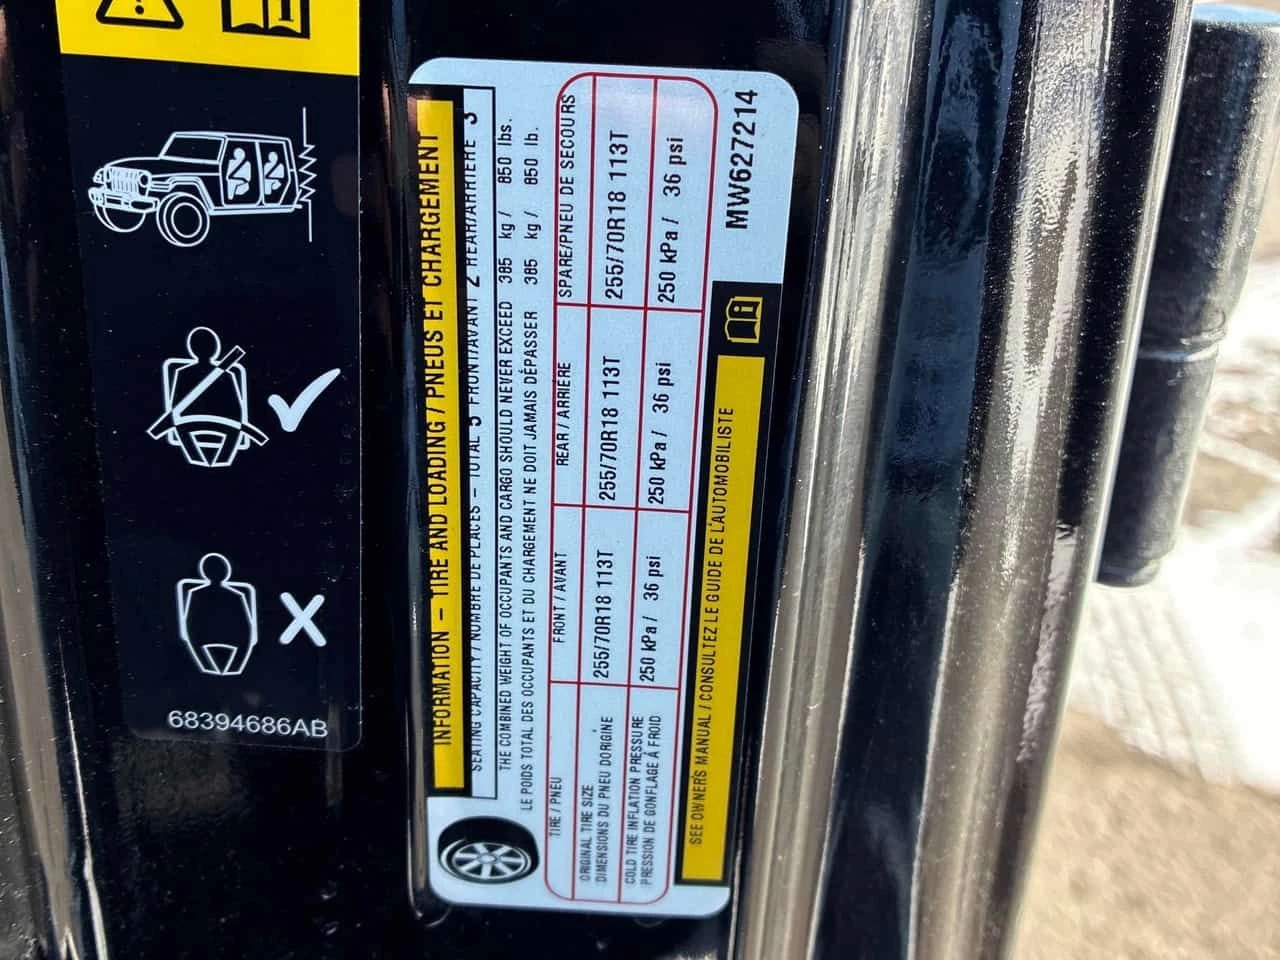 68394686AB
INFORMATION – TIRE AND LOADING / PNEUS ET CHARGEMENT
SEATING CAPACITY / NOMBRE DE PLACES – TOTAL 5 FRONT/AVANT 2 REAR/ARRIÈRE 3
THE COMBINED WEIGHT OF OCCUPANTS AND CARGO SHOULD NEVER EXCEED 385 kg / 850 lbs.
LE POIDS TOTAL DES OCCUPANTS ET DU CHARGEMENT NE DOIT JAMAIS DÉPASSER 385 kg / 850 lb.
TIRE / PNEU FRONT / AVANT REAR / ARRIÈRE SPARE/PNEU DE SECOURS
ORIGINAL TIRE SIZE
DIMENSIONS DU PNEU DORIGINE
255/70R18 113T 255/70R18 113T 255/70R18 113T
COLD TIRE INFLATION PRESSURE
PRESSION DE GONFLAGE À FROID
250 kPa / 36 psi 250 kPa / 36 psi 250 kPa / 36 psi
SEE OWNER'S MANUAL / CONSULTEZ LE GUIDE DE L'AUTOMOBILISTE
MW627214